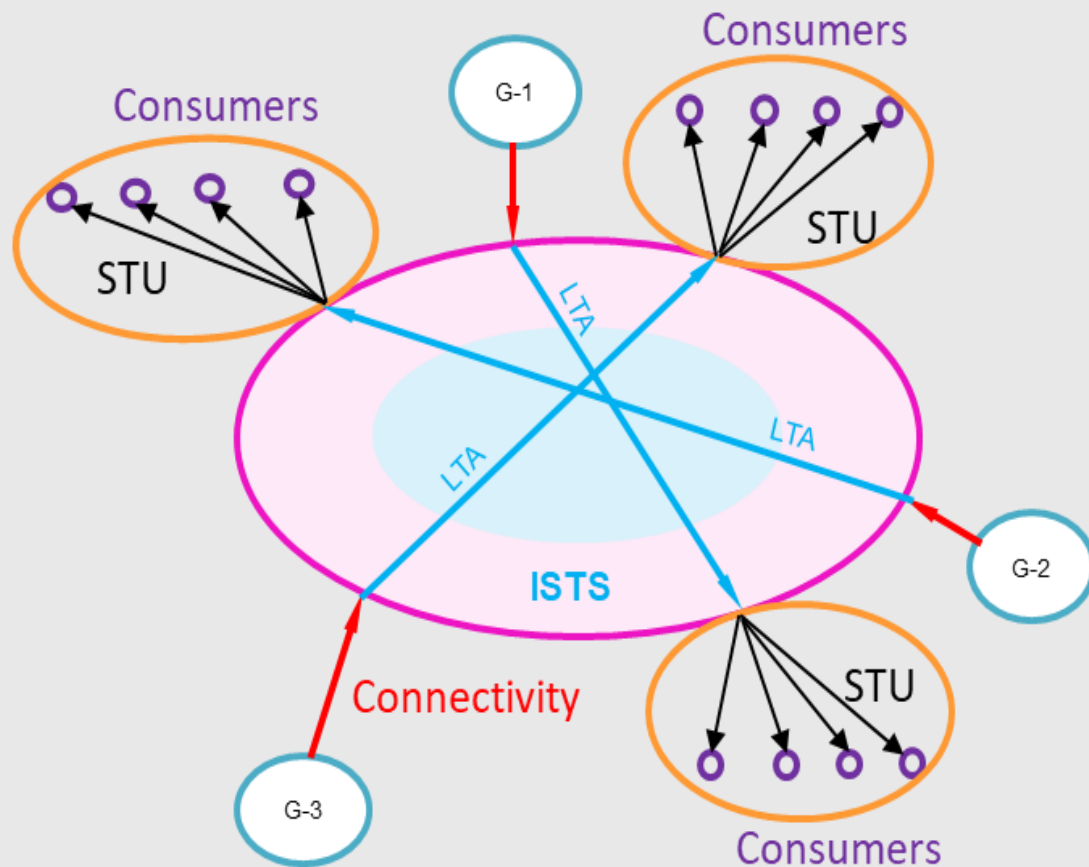 Consumers
G-1
Consumers
STU
STU
LTA
LTA
LTA
ISTS
G-2
Connectivity
STU
G-3
Consumers